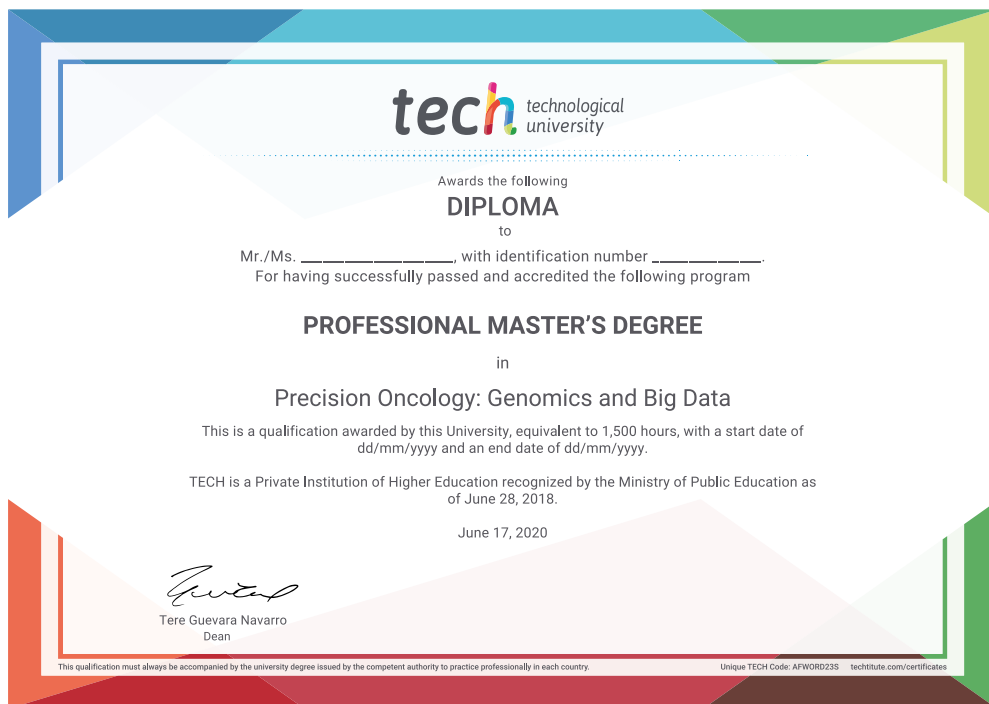 tech technological
university
Awards the following
DIPLOMA
to
Mr./Ms. ______________, with identification number __________.
For having successfully passed and accredited the following program
PROFESSIONAL MASTER'S DEGREE
in
Precision Oncology: Genomics and Big Data
This is a qualification awarded by this University, equivalent to 1,500 hours, with a start date of
dd/mm/yyyy and an end date of dd/mm/yyyy.
TECH is a Private Institution of Higher Education recognized by the Ministry of Public Education as
of June 28, 2018.
June 17, 2020
Tere Guevara Navarro
Dean
This qualification must always be accompanied by the university degree issued by the competent authority to practice professionally in each country.
Unique TECH Code: AFWORD23S techtitute.com/certificates